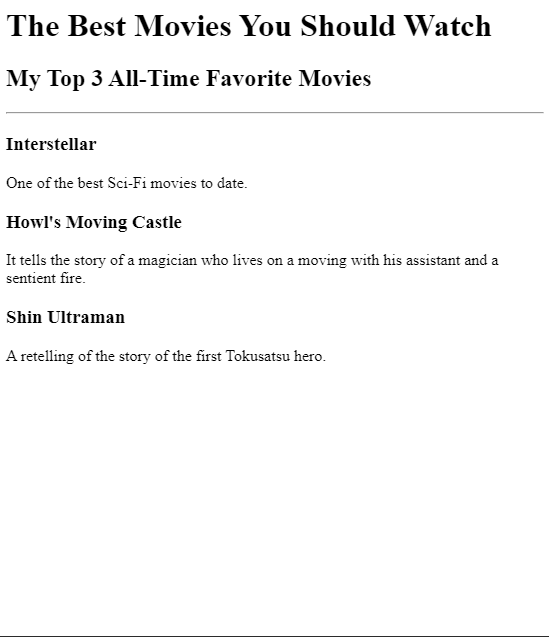 The Best Movies You Should Watch
My Top 3 All-Time Favorite Movies
Interstellar
One of the best Sci-Fi movies to date.
Howl's Moving Castle
It tells the story of a magician who lives on a moving with his assistant and a
sentient fire.
Shin Ultraman
A retelling of the story of the first Tokusatsu hero.